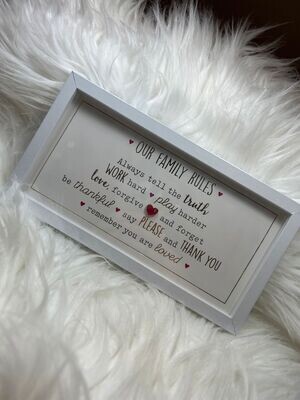 OUR FAMILY RULES
Always tell the truth
WORK hard play harder
love, forgive and forget
be thankful say PLEASE and THANK YOU
remember you are loved